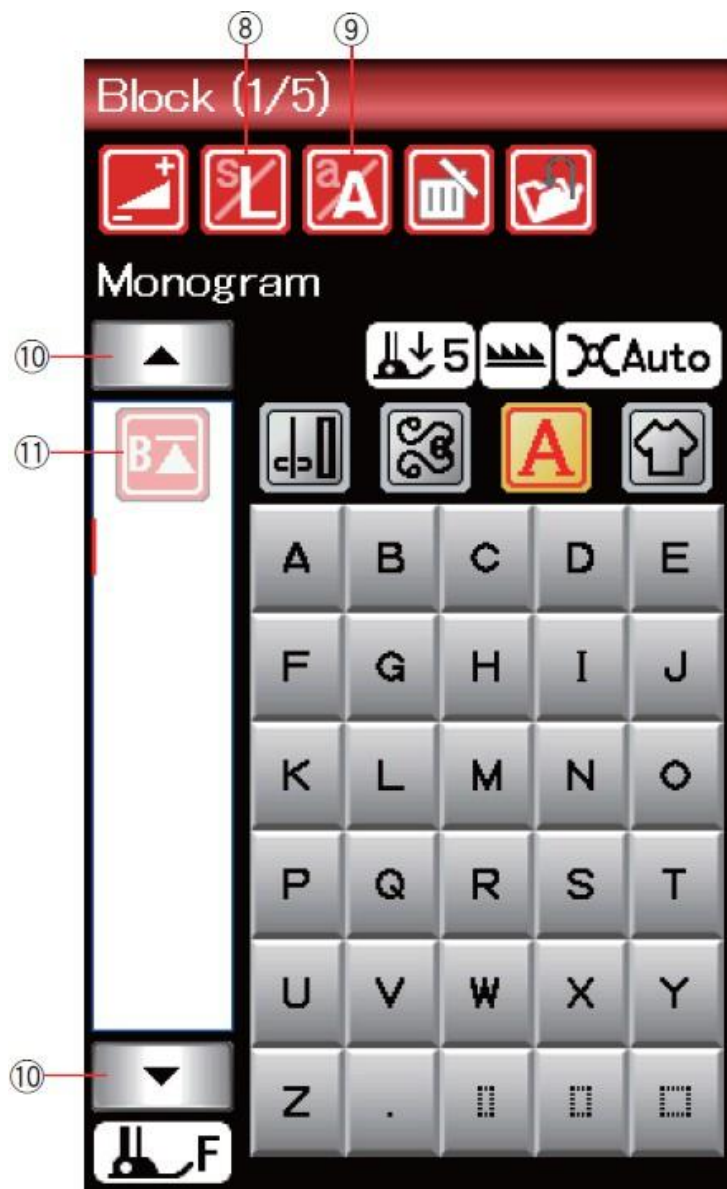 ⑧ ⑨
Block (1/5)
S L a A
Monogram
⑩ 5 Auto
⑪ B A
A B C D E
F G H I J
K L M N O
P Q R S T
U V W X Y
⑩ Z .
F